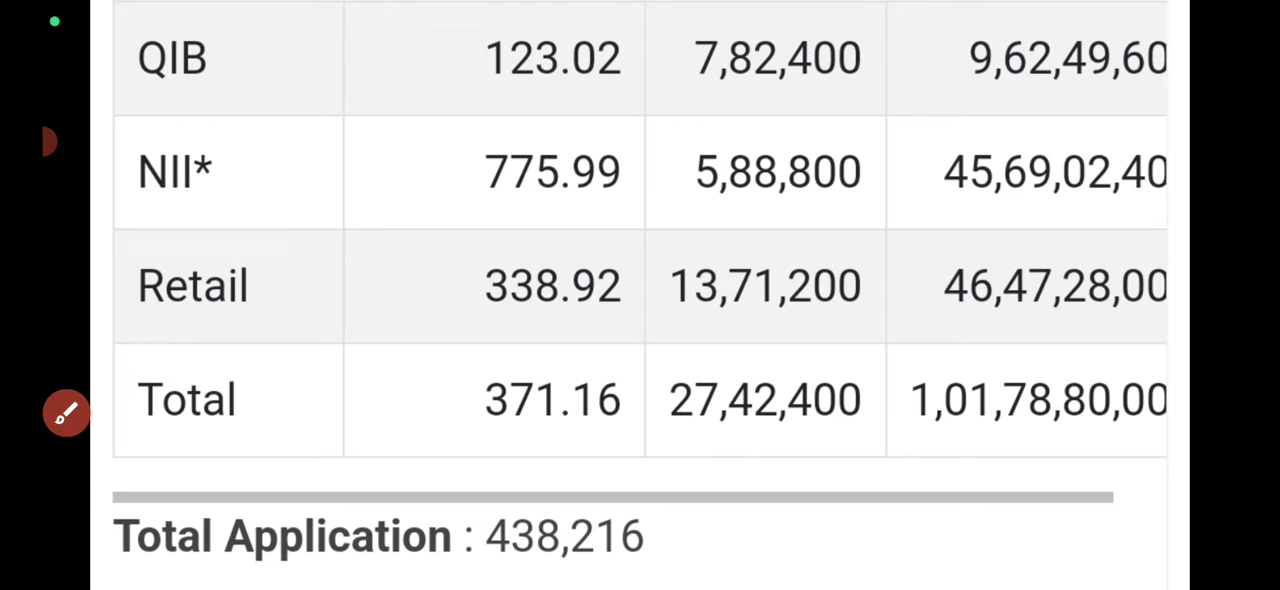 QIB 123.02 7,82,400 9,62,49,60
NII* 775.99 5,88,800 45,69,02,40
Retail 338.92 13,71,200 46,47,28,00
Total 371.16 27,42,400 1,01,78,80,00
Total Application : 438,216